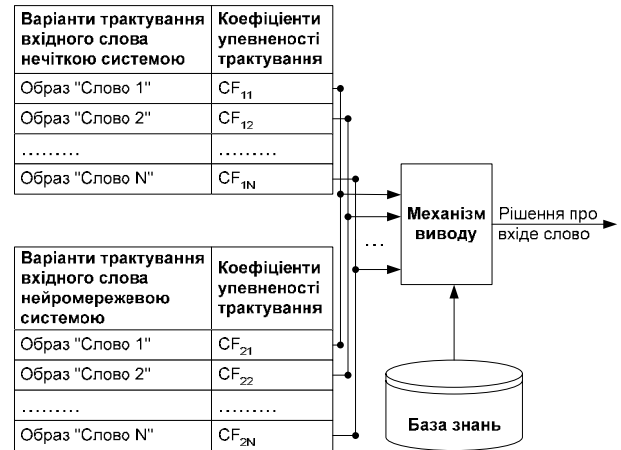 Варіанти трактування
вхідного слова
нечіткою системою
Коефіцієнти
упевненості
трактування
Образ "Слово 1"
CF11
Образ "Слово 2"
CF12
.........
.........
Образ "Слово N"
CF1N
Механізм
виводу
Рішення про
вхіде слово
...
Варіанти трактування
вхідного слова
нейромережевою
системою
Коефіцієнти
упевненості
трактування
Образ "Слово 1"
CF21
Образ "Слово 2"
CF22
.........
.........
Образ "Слово N"
CF2N
База знань